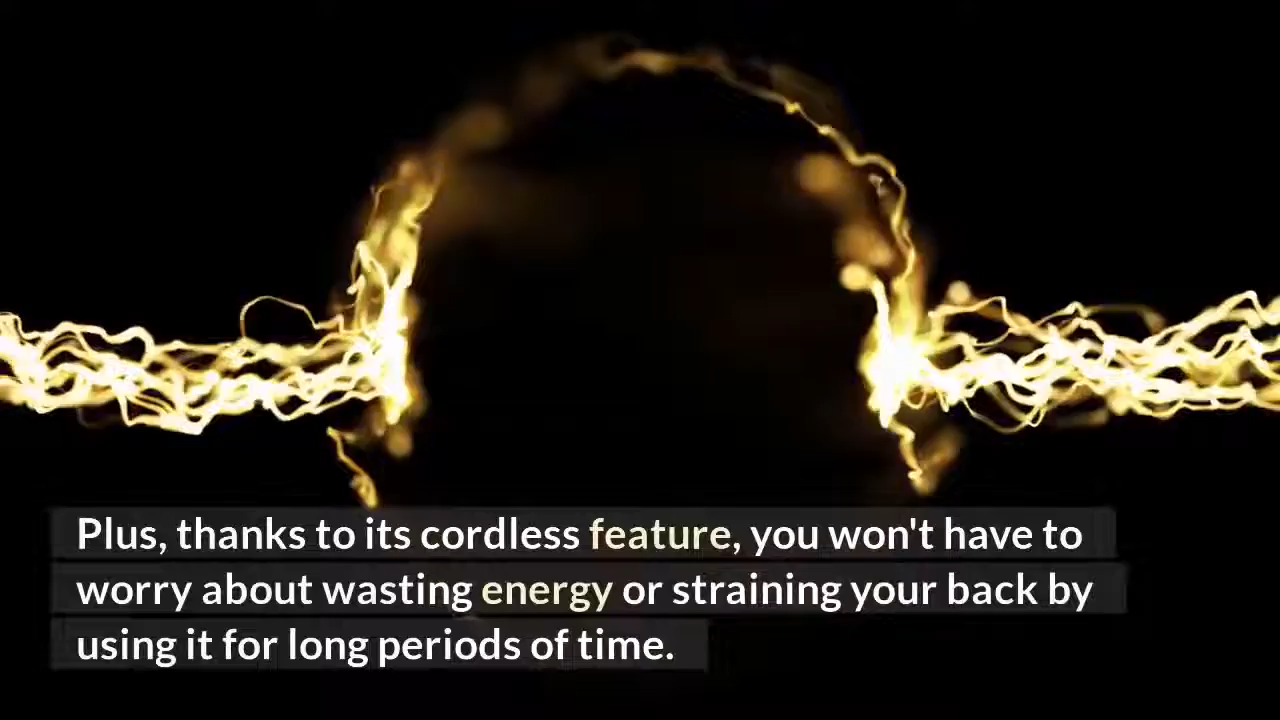 Plus, thanks to its cordless feature, you won't have to
worry about wasting energy or straining your back by
using it for long periods of time.